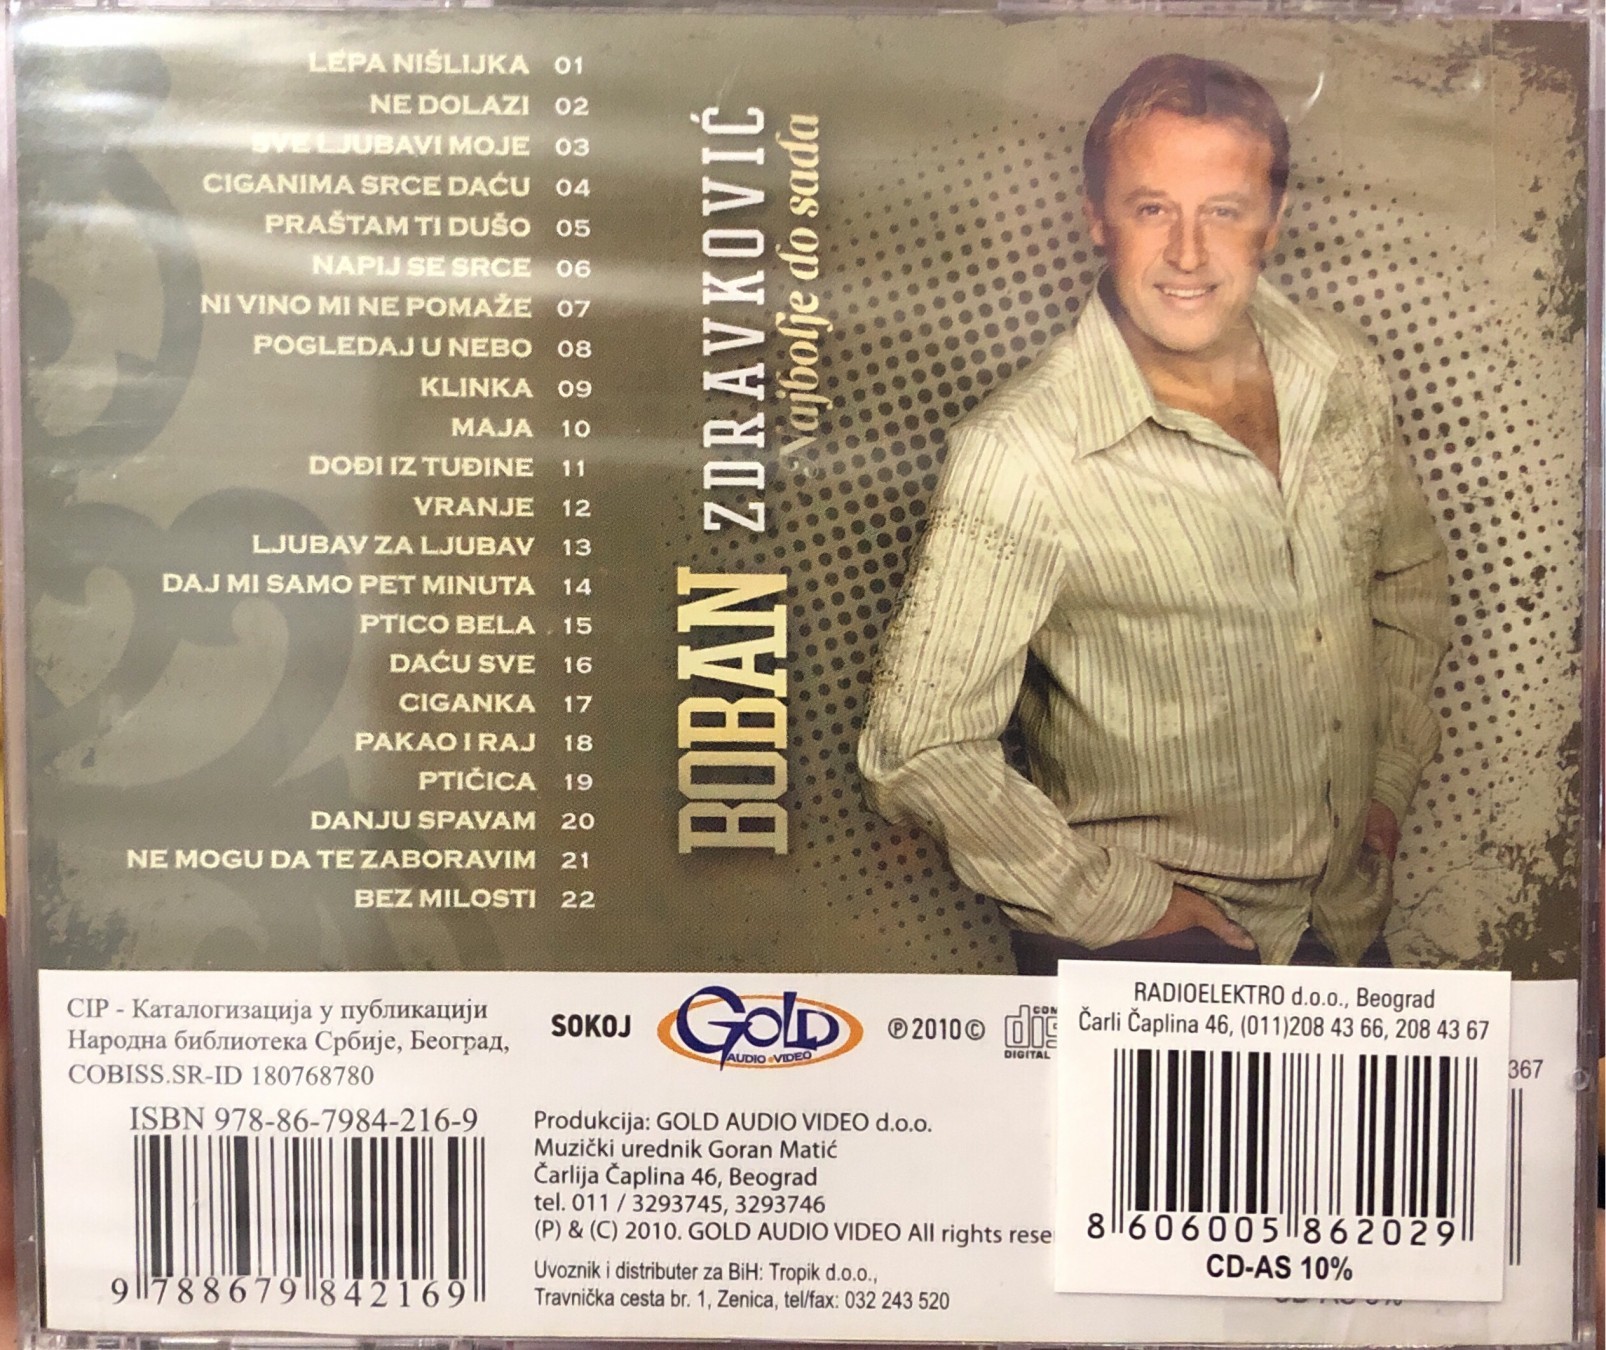 LEPA NIŠLIJKA 01
NE DOLAZI 02
SVE LJUBAVI MOJE 03
CIGANIMA SRCE DAĆU 04
PRAŠTAM TI DUŠO 05
NAPIJ SE SRCE 06
NI VINO MI NE POMAŽE 07
POGLEDAJ U NEBO 08
KLINKA 09
MAJA 10
DOĐI IZ TUĐINE 11
VRANJE 12
LJUBAV ZA LJUBAV 13
DAJ MI SAMO PET MINUTA 14
PTICO BELA 15
DAĆU SVE 16
CIGANKA 17
PAKAO I RAJ 18
PTIČICA 19
DANJU SPAVAM 20
NE MOGU DA TE ZABORAVIM 21
BEZ MILOSTI 22
BOBAN ZDRAVKOVIĆ
Najbolje do sada
CIP - Каталогизација у публикацији
Народна библиотека Србије, Београд,
COBISS.SR-ID 180768780
ISBN 978-86-7984-216-9
9 788679 842169
SOKOJ
GOLD
AUDIO VIDEO
℗ 2010 ©
DIGITAL
Produkcija: GOLD AUDIO VIDEO d.o.o.
Muzički urednik Goran Matić
Čarlija Čaplina 46, Beograd
tel. 011 / 3293745, 3293746
(P) & (C) 2010. GOLD AUDIO VIDEO All rights rese
Uvoznik i distributer za BiH: Tropik d.o.o.,
Travnička cesta br. 1, Zenica, tel/fax: 032 243 520
RADIOELEKTRO d.o.o., Beograd
Čarli Čaplina 46, (011)208 43 66, 208 43 67
8 606005 862029
CD-AS 10%
367